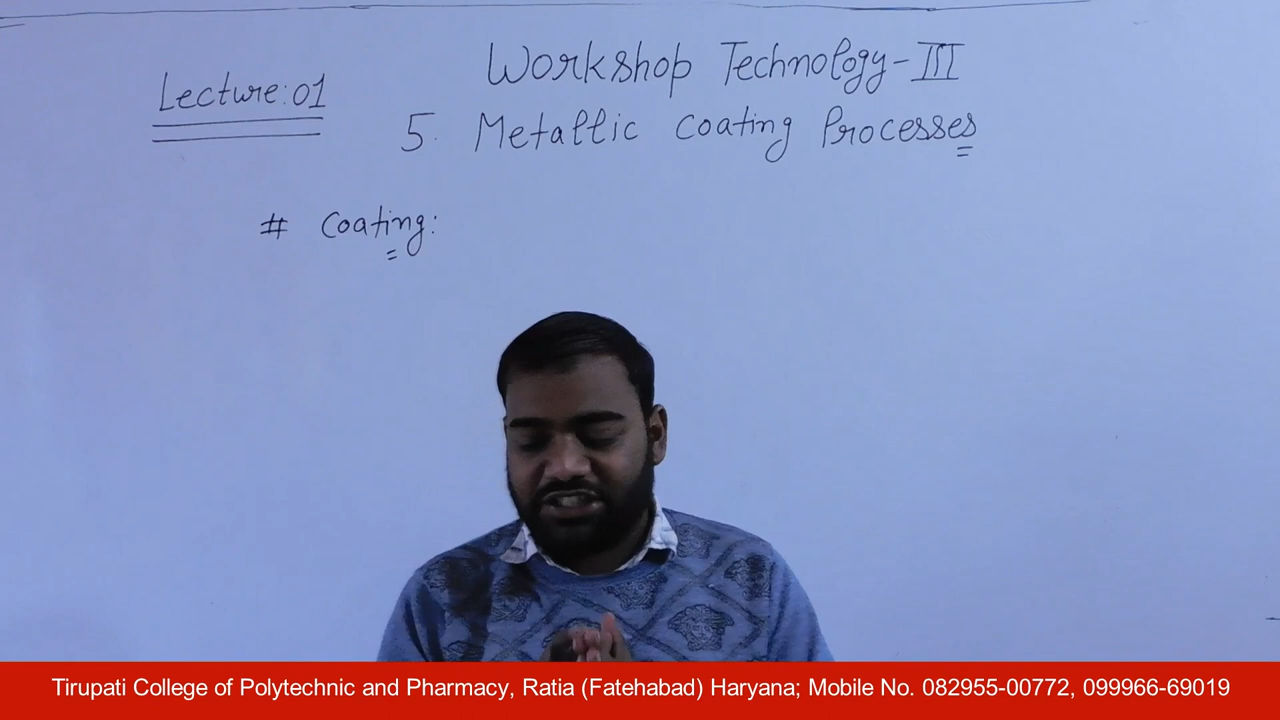 Workshop Technology-III
Lecture:01
5. Metallic Coating Processes
# Coating:
Tirupati College of Polytechnic and Pharmacy, Ratia (Fatehabad) Haryana; Mobile No. 082955-00772, 099966-69019